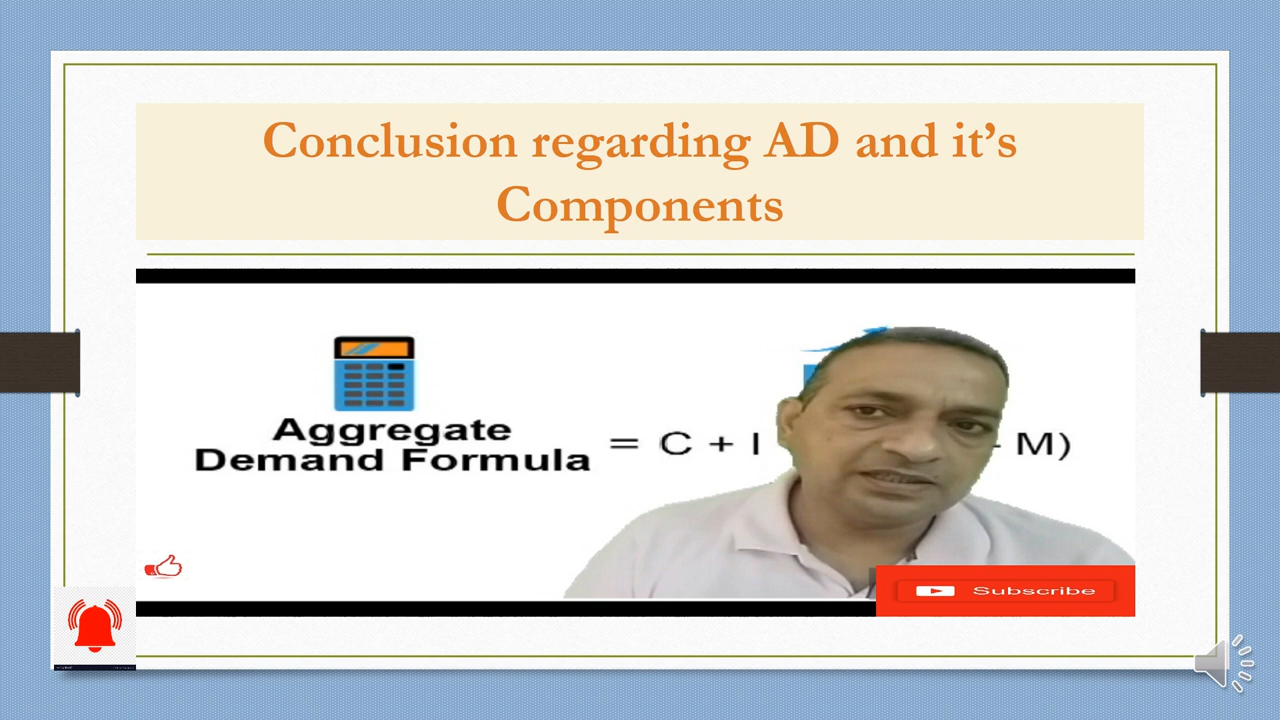 Conclusion regarding AD and it’s
Components
Aggregate
Demand Formula
= C + I - M)
Subscribe